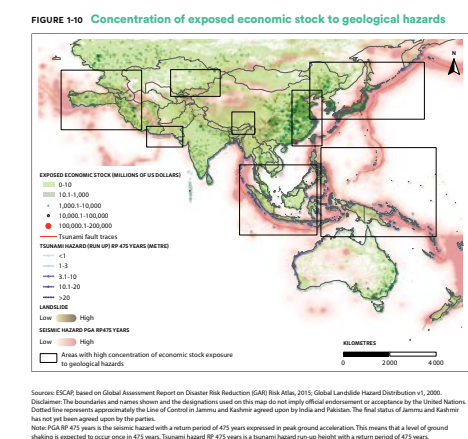 FIGURE 1-10 Concentration of exposed economic stock to geological hazards
N
EXPOSED ECONOMIC STOCK (MILLIONS OF US DOLLARS)
0-10
10.1-1,000
1,000.1-10,000
10,000.1-100,000
100,000.1-200,000
Tsunami fault traces
TSUNAMI HAZARD (RUN UP) RP 475 YEARS (METRE)
<1
1-3
3.1-10
10.1-20
>20
LANDSLIDE
Low High
SEISMIC HAZARD PGA RP475 YEARS
Low High
Areas with high concentration of economic stock exposure
to geological hazards
KILOMETRES
0 2 000 4 000
Sources: ESCAP, based on Global Assessment Report on Disaster Risk Reduction (GAR) Risk Atlas, 2015; Global Landslide Hazard Distribution v1, 2000.
Disclaimer: The boundaries and names shown and the designations used on this map do not imply official endorsement or acceptance by the United Nations.
Dotted line represents approximately the Line of Control in Jammu and Kashmir agreed upon by India and Pakistan. The final status of Jammu and Kashmir
has not yet been agreed upon by the parties.
Note: PGA RP 475 years is the seismic hazard with a return period of 475 years expressed in peak ground acceleration. This means that a level of ground
shaking is expected to occur once in 475 years. Tsunami hazard RP 475 years is a tsunami hazard run-up height with a return period of 475 years.